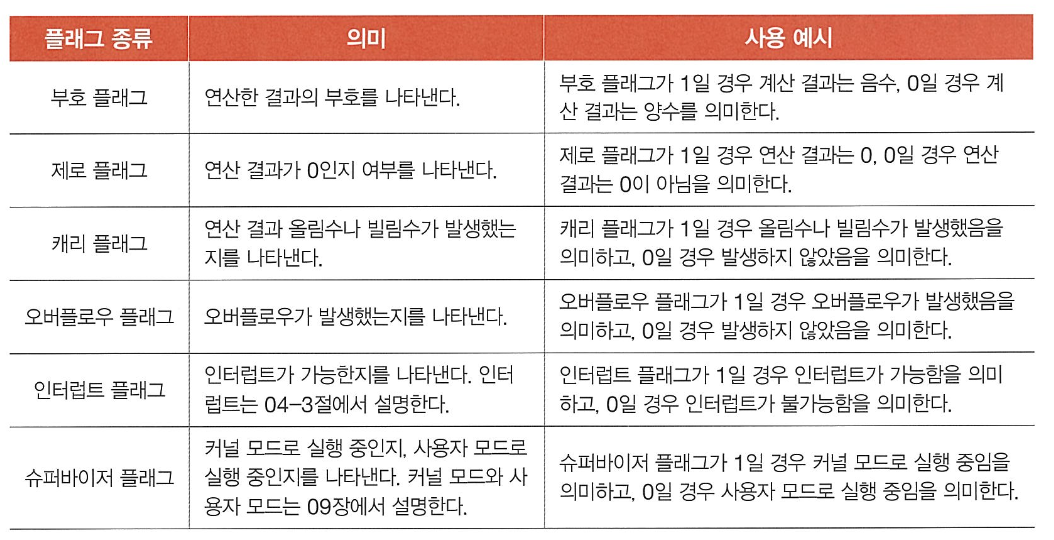 플래그 종류 의미 사용 예시
부호 플래그
연산한 결과의 부호를 나타낸다.
부호 플래그가 1일 경우 계산 결과는 음수, 0일 경우 계
산 결과는 양수를 의미한다.
제로 플래그
연산 결과가 0인지 여부를 나타낸다.
제로 플래그가 1일 경우 연산 결과는 0, 0일 경우 연산
결과는 0이 아님을 의미한다.
캐리 플래그
연산 결과 올림수나 빌림수가 발생했는
지를 나타낸다.
캐리 플래그가 1일 경우 올림수나 빌림수가 발생했음을
의미하고, 0일 경우 발생하지 않았음을 의미한다.
오버플로우 플래그
오버플로우가 발생했는지를 나타낸다.
오버플로우 플래그가 1일 경우 오버플로우가 발생했음을
의미하고, 0일 경우 발생하지 않았음을 의미한다.
인터럽트 플래그
인터럽트가 가능한지를 나타낸다. 인터
럽트는 04-3절에서 설명한다.
인터럽트 플래그가 1일 경우 인터럽트가 가능함을 의미
하고, 0일 경우 인터럽트가 불가능함을 의미한다.
슈퍼바이저 플래그
커널 모드로 실행 중인지, 사용자 모드로
실행 중인지를 나타낸다. 커널 모드와 사
용자 모드는 09장에서 설명한다.
슈퍼바이저 플래그가 1일 경우 커널 모드로 실행 중임을
의미하고, 0일 경우 사용자 모드로 실행 중임을 의미한다.